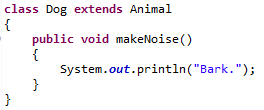 class Dog extends Animal
{
    public void makeNoise()
    {
        System.out.println("Bark.");
    }
}